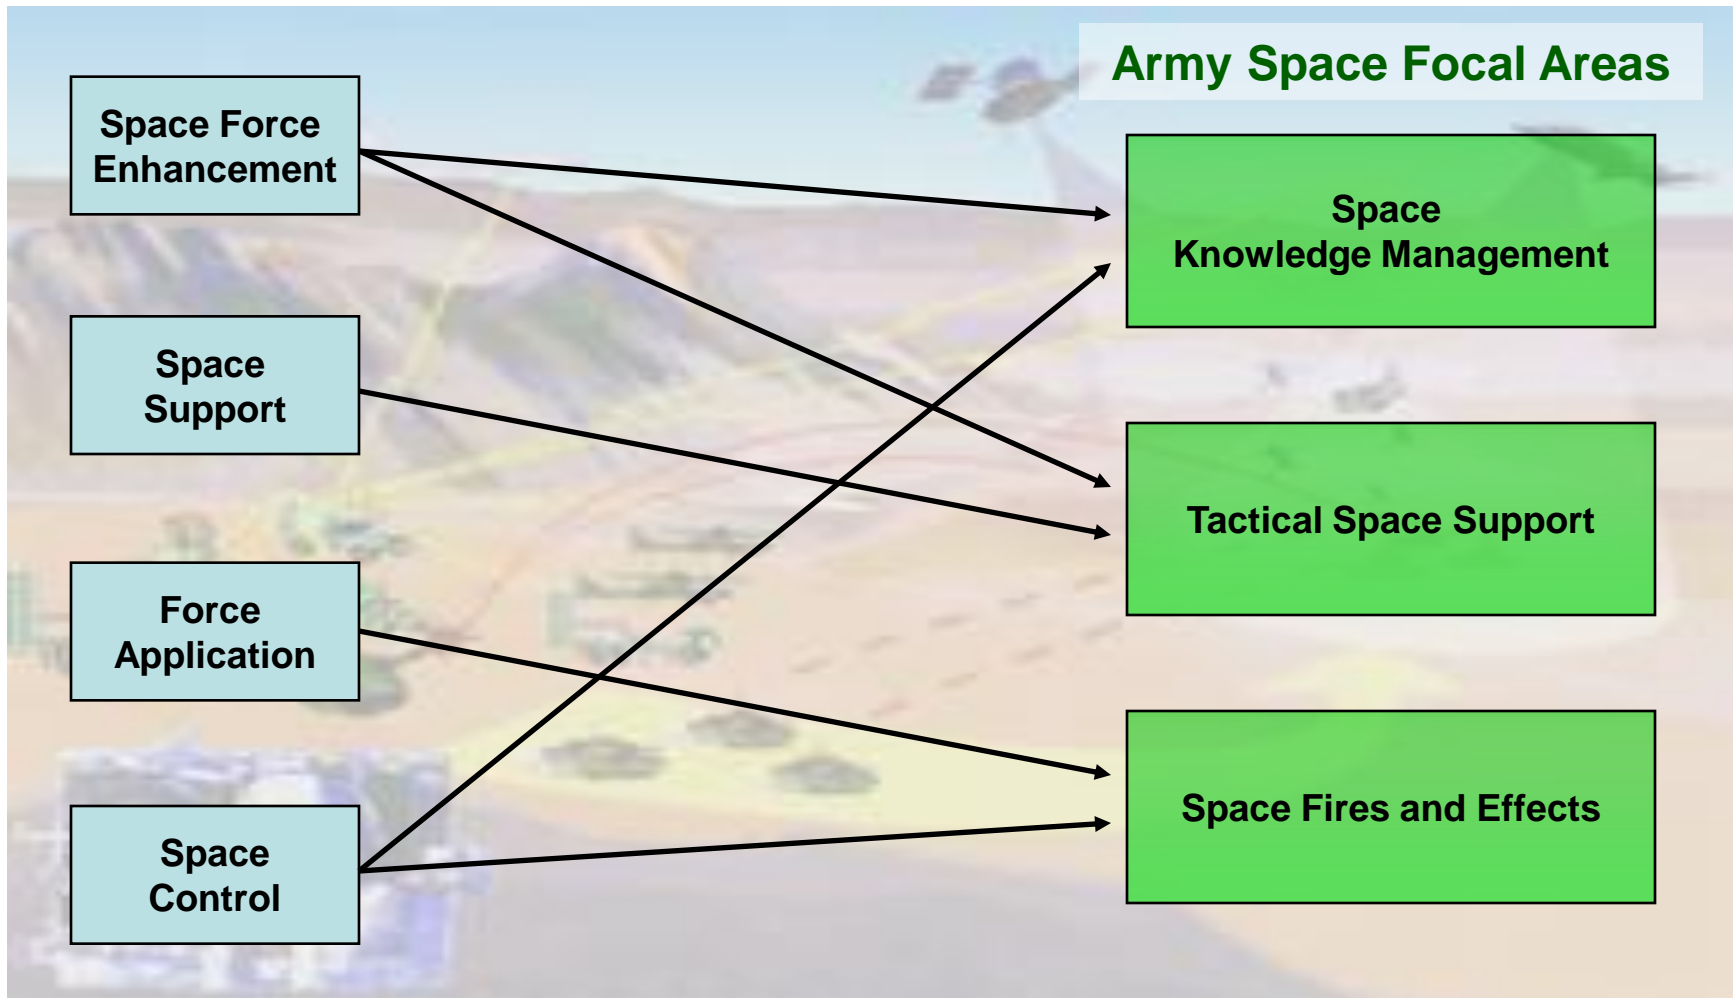 Army Space Focal Areas
Space Force
Enhancement
Space
Support
Force
Application
Space
Control
Space
Knowledge Management
Tactical Space Support
Space Fires and Effects